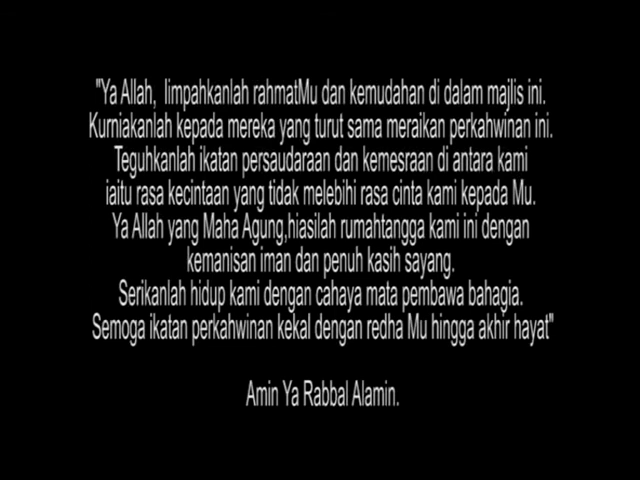 "Ya Allah, limpahkanlah rahmatMu dan kemudahan di dalam majlis ini.
Kurniakanlah kepada mereka yang turut sama meraikan perkahwinan ini.
Teguhkanlah ikatan persaudaraan dan kemesraan di antara kami
iaitu rasa kecintaan yang tidak melebihi rasa cinta kami kepada Mu.
Ya Allah yang Maha Agung,hiasilah rumahtangga kami ini dengan
kemanisan iman dan penuh kasih sayang.
Serikanlah hidup kami dengan cahaya mata pembawa bahagia.
Semoga ikatan perkahwinan kekal dengan redha Mu hingga akhir hayat"
Amin Ya Rabbal Alamin.